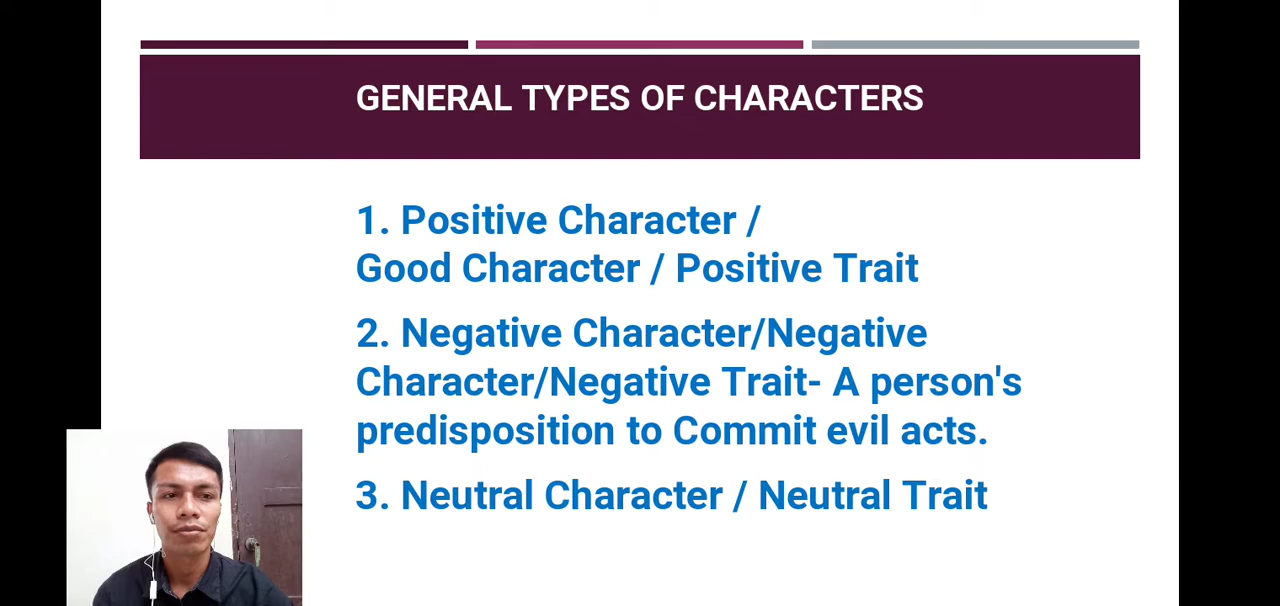 GENERAL TYPES OF CHARACTERS
1. Positive Character /
Good Character / Positive Trait
2. Negative Character/Negative
Character/Negative Trait- A person's
predisposition to Commit evil acts.
3. Neutral Character / Neutral Trait